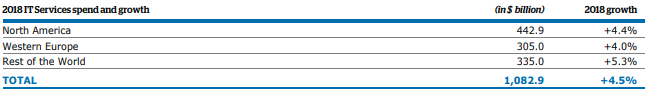 2018 IT Services spend and growth (in $ billion) 2018 growth
North America 442.9 +4.4%
Western Europe 305.0 +4.0%
Rest of the World 335.0 +5.3%
TOTAL 1,082.9 +4.5%